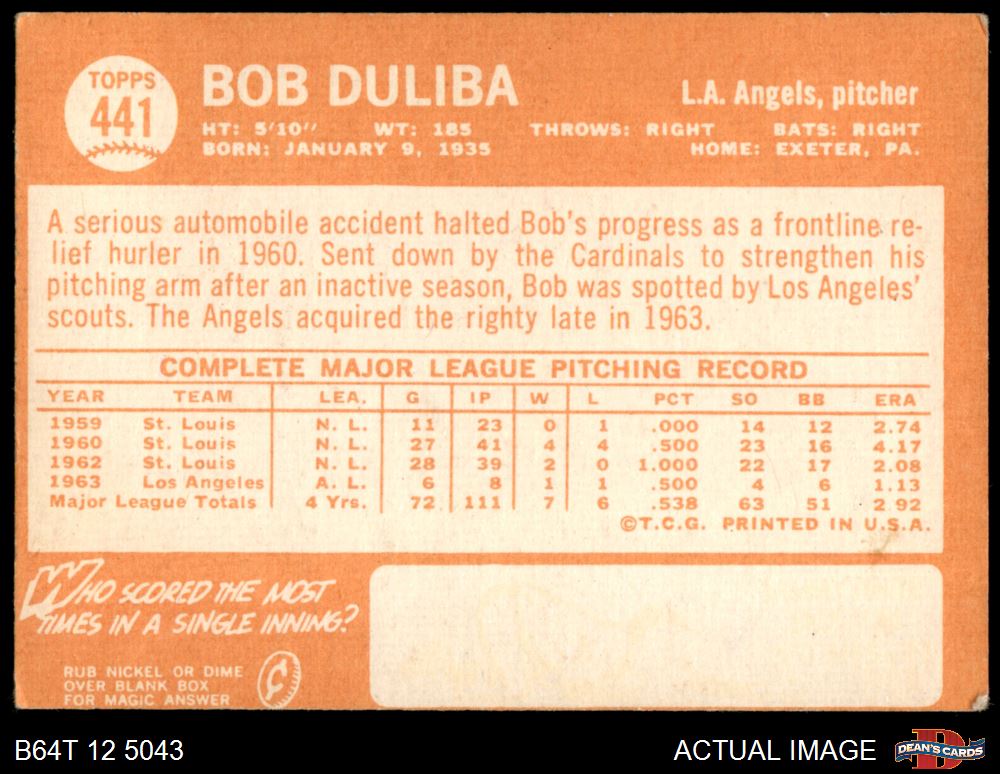 TOPPS
441
BOB DULIBA
L.A. Angels, pitcher
HT: 5'10" WT: 185 THROWS: RIGHT BATS: RIGHT
BORN: JANUARY 9, 1935 HOME: EXETER, PA.
A serious automobile accident halted Bob's progress as a frontline re-
lief hurler in 1960. Sent down by the Cardinals to strengthen his
pitching arm after an inactive season, Bob was spotted by Los Angeles'
scouts. The Angels acquired the righty late in 1963.
COMPLETE MAJOR LEAGUE PITCHING RECORD
YEAR TEAM LEA. G IP W L PCT SO BB ERA
1959 St. Louis N. L. 11 23 0 1 .000 14 12 2.74
1960 St. Louis N. L. 27 41 4 4 .500 23 16 4.17
1962 St. Louis N. L. 28 39 2 0 1.000 22 17 2.08
1963 Los Angeles A. L. 6 8 1 1 .500 4 6 1.13
Major League Totals 4 Yrs. 72 111 7 6 .538 63 51 2.92
©T.C.G. PRINTED IN U.S.A.
WHO SCORED THE MOST
TIMES IN A SINGLE INNING?
RUB NICKEL OR DIME
OVER BLANK BOX
FOR MAGIC ANSWER
¢
B64T 12 5043
ACTUAL IMAGE
D
DEAN'S CARDS